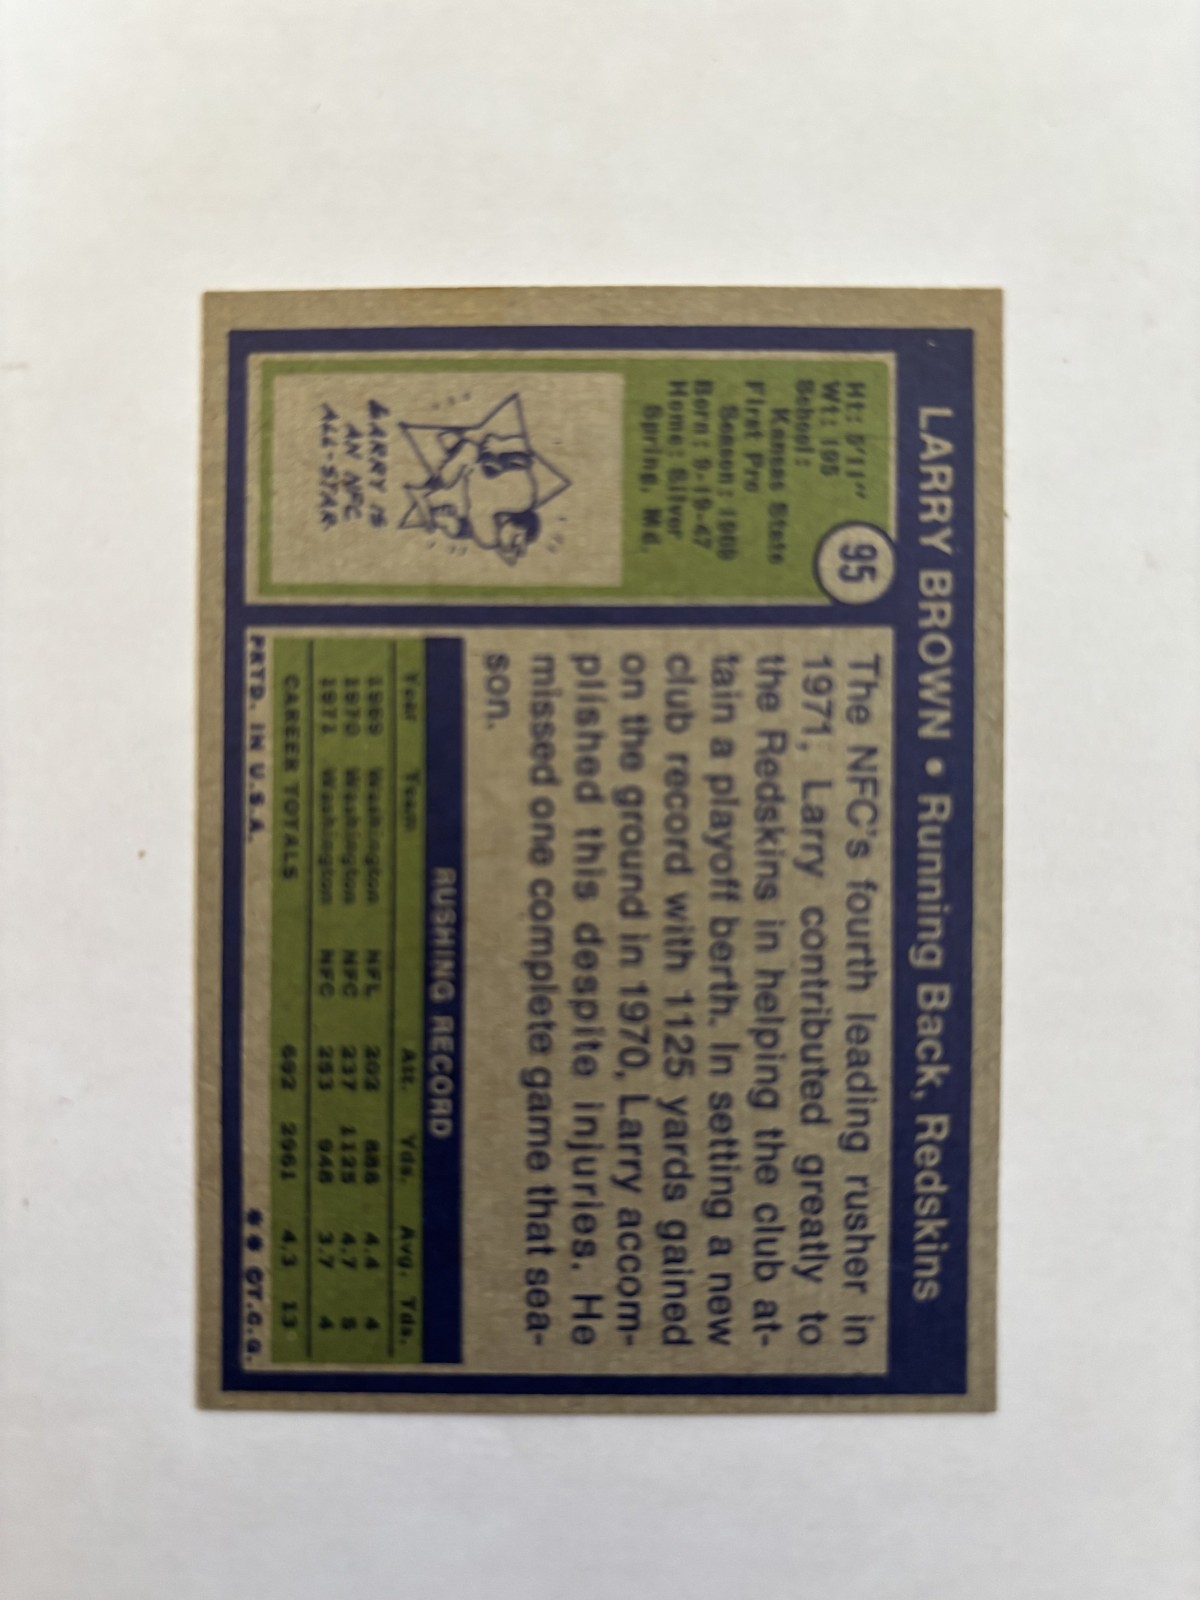 LARRY BROWN • Running Back, Redskins
95
Ht: 5'11"
Wt: 195
School:
Kansas State
First Pro
Season: 1969
Born: 9-19-47
Home: Silver
Spring, Md.
LARRY IS
AN NFC
ALL-STAR
The NFC's fourth leading rusher in
1971, Larry contributed greatly to
the Redskins in helping the club at-
tain a playoff berth. In setting a new
club record with 1125 yards gained
on the ground in 1970, Larry accom-
plished this despite injuries. He
missed one complete game that sea-
son.
RUSHING RECORD
Year Team Att. Yds. Avg. Tds.
1969 Washington NFL 202 888 4.4 4
1970 Washington NFC 237 1125 4.7 5
1971 Washington NFC 253 948 3.7 4
CAREER TOTALS 692 2961 4.3 13
PRTD. IN U.S.A. ** ©T.C.G.